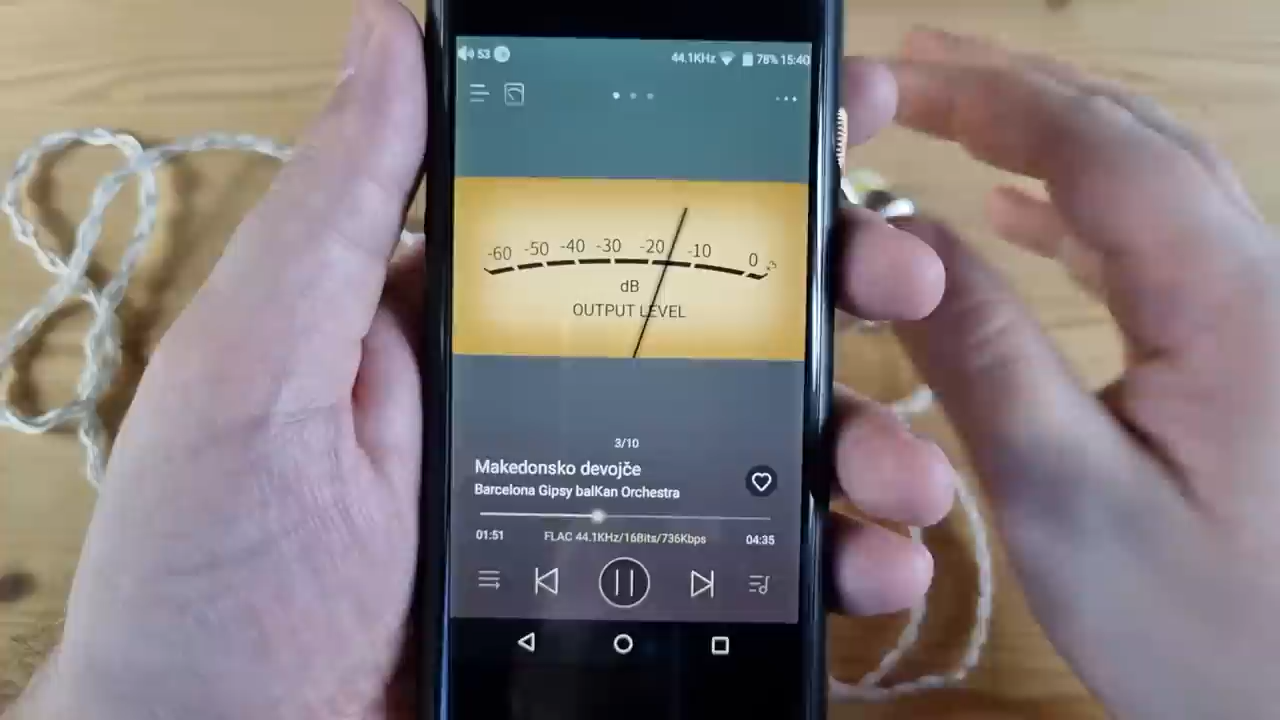 53
44.1KHz 78% 15:40
-60 -50 -40 -30 -20 -10 0 +3
dB
OUTPUT LEVEL
3/10
Makedonsko devojče
Barcelona Gipsy balKan Orchestra
01:51 FLAC 44.1KHz/16Bits/736Kbps 04:35